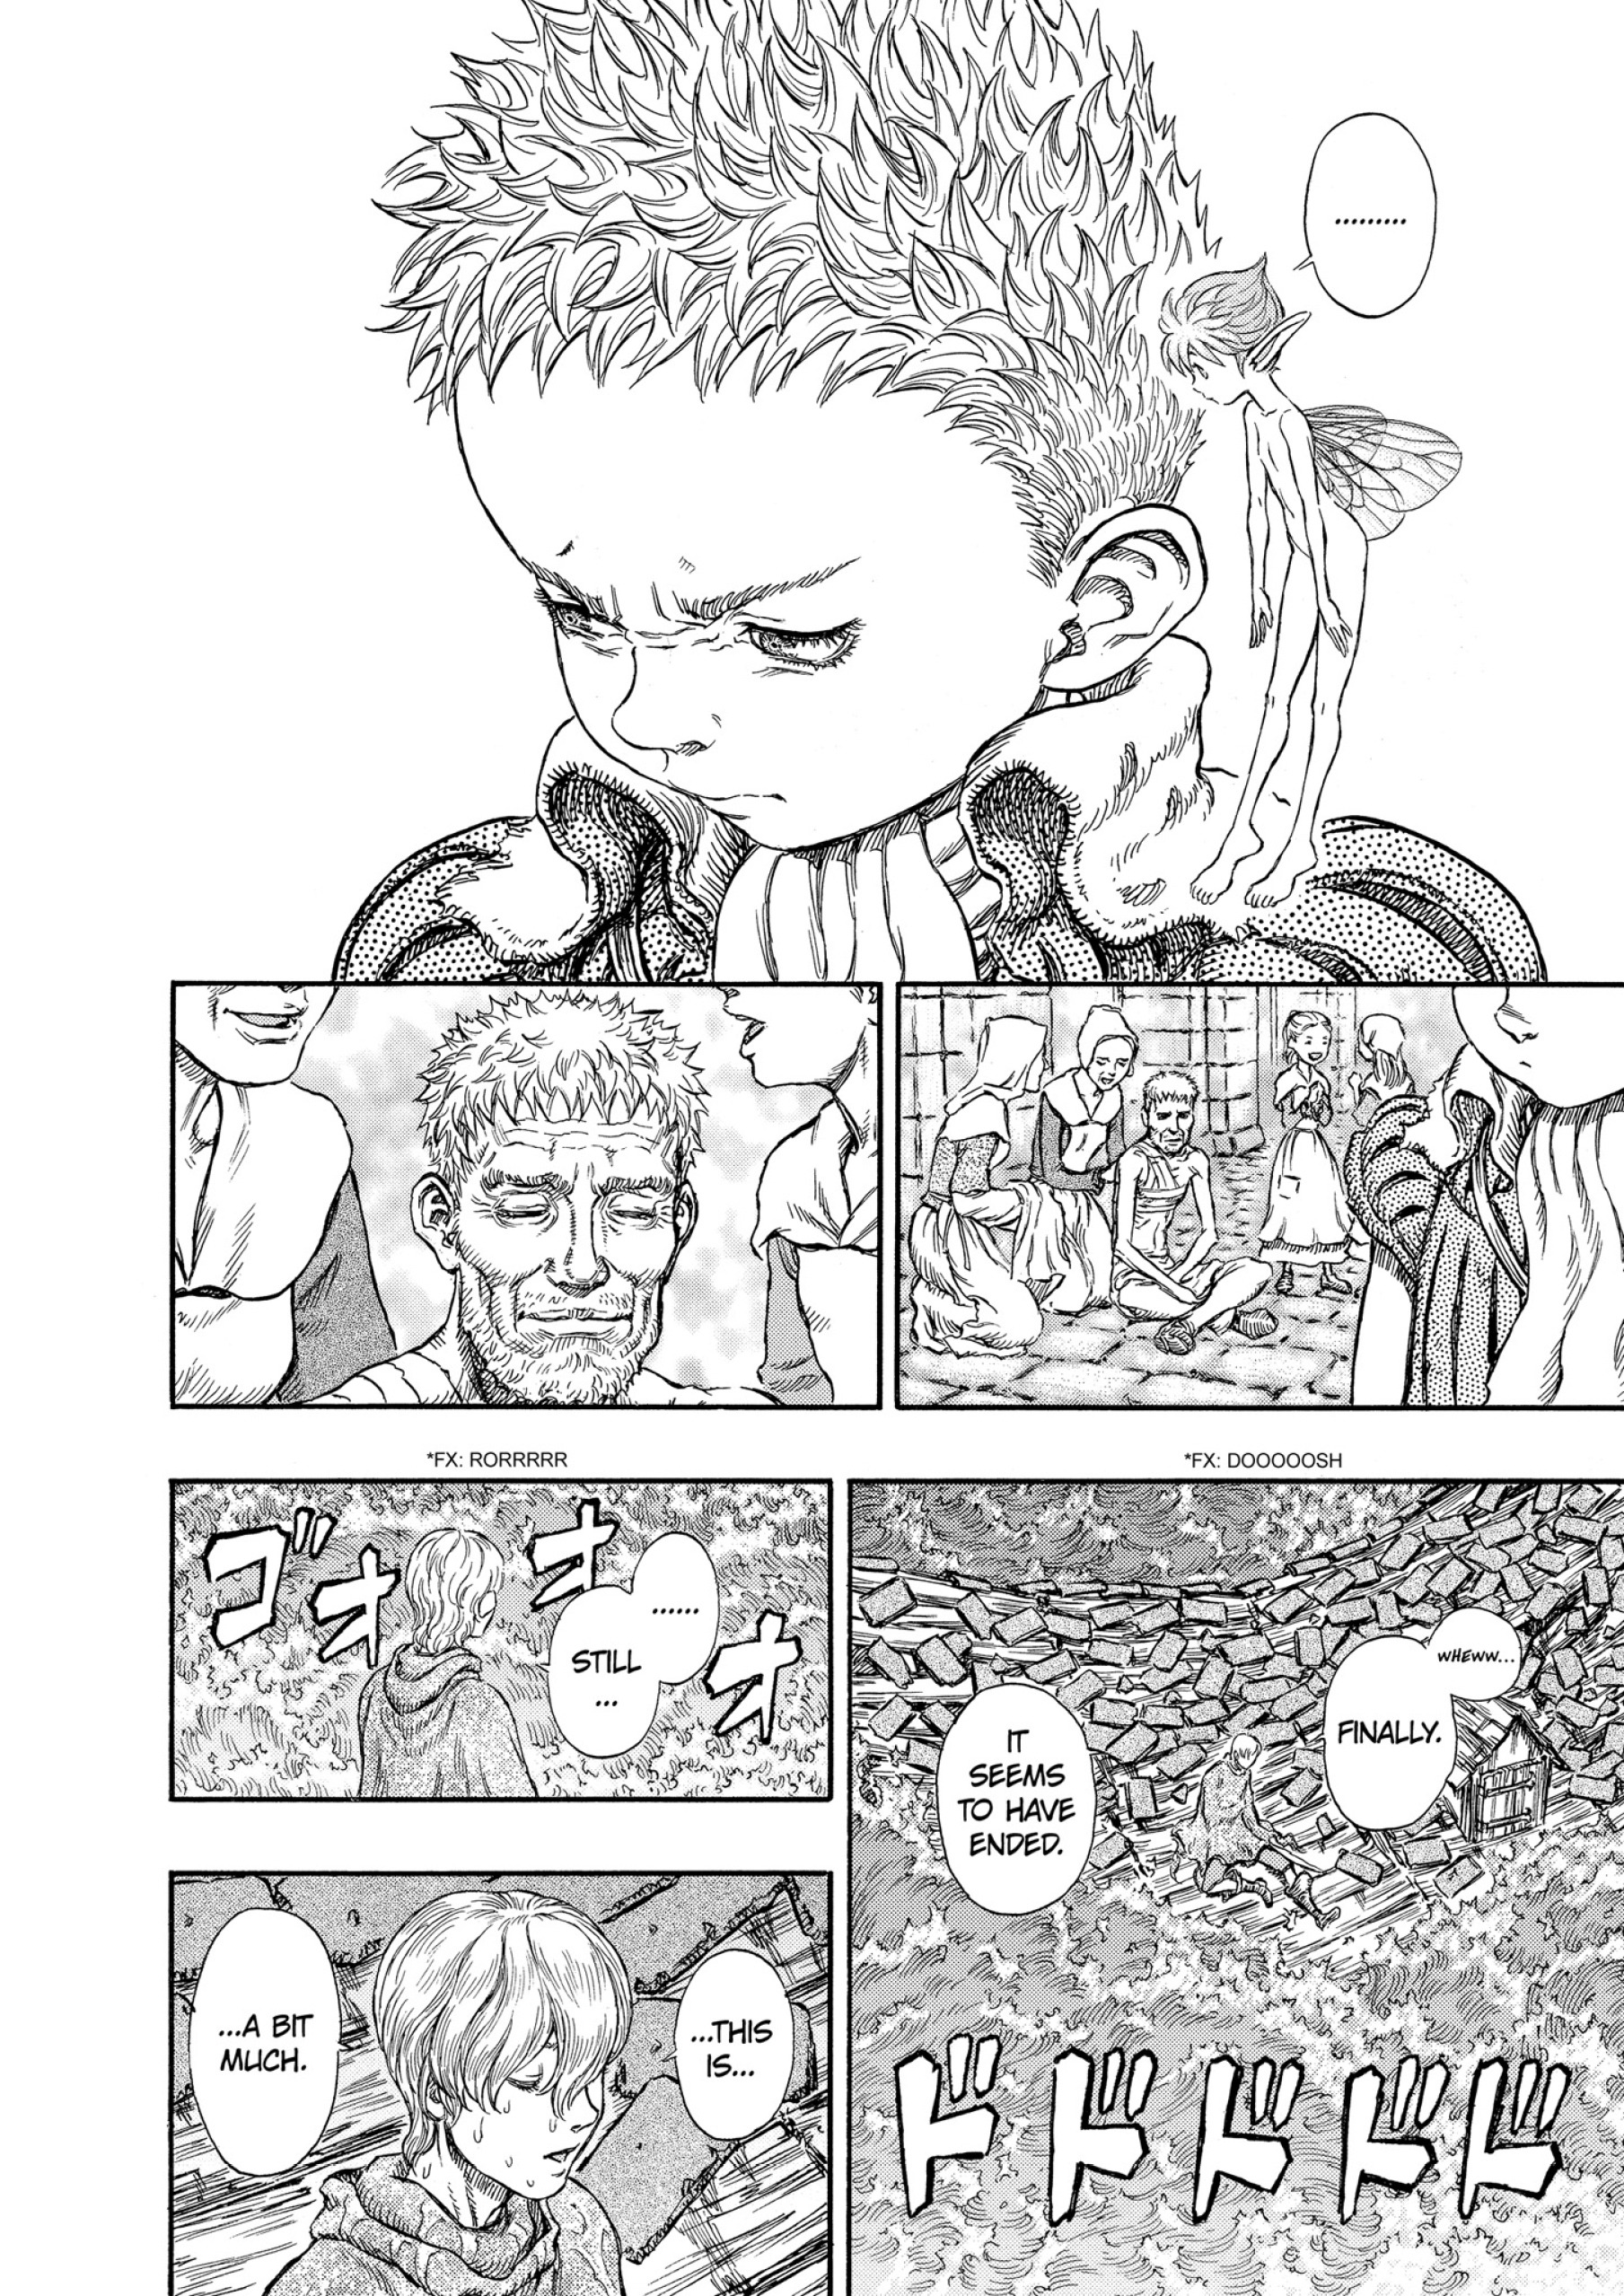 ..........
*FX: DOOOOOSH
WHEWW...
FINALLY.
IT
SEEMS
TO HAVE
ENDED.
ドドドドド
*FX: RORRRRR
......
STILL
...
ゴオオオ
...THIS
IS...
...A BIT
MUCH.